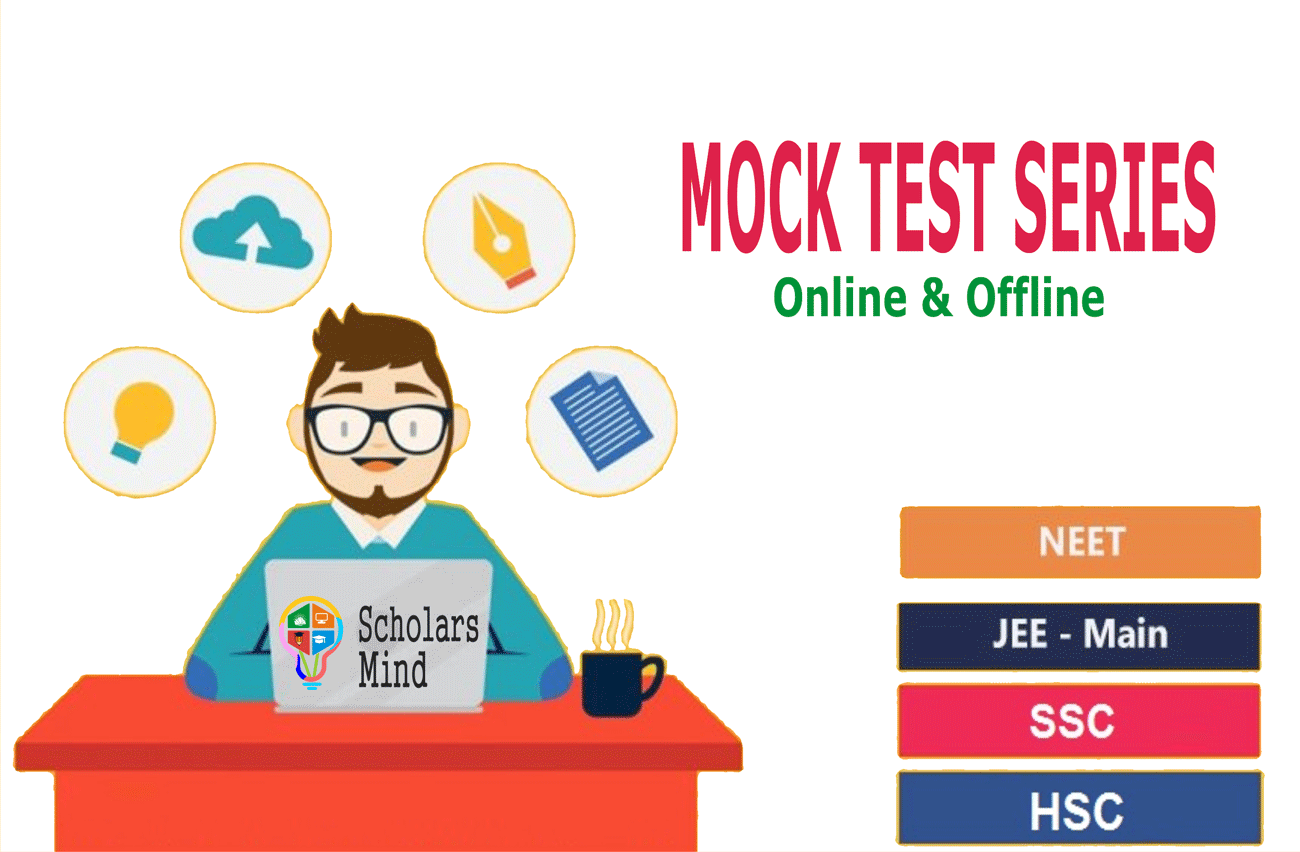 MOCK TEST SERIES
Online & Offline
NEET
JEE - Main
SSC
HSC
Scholars
Mind